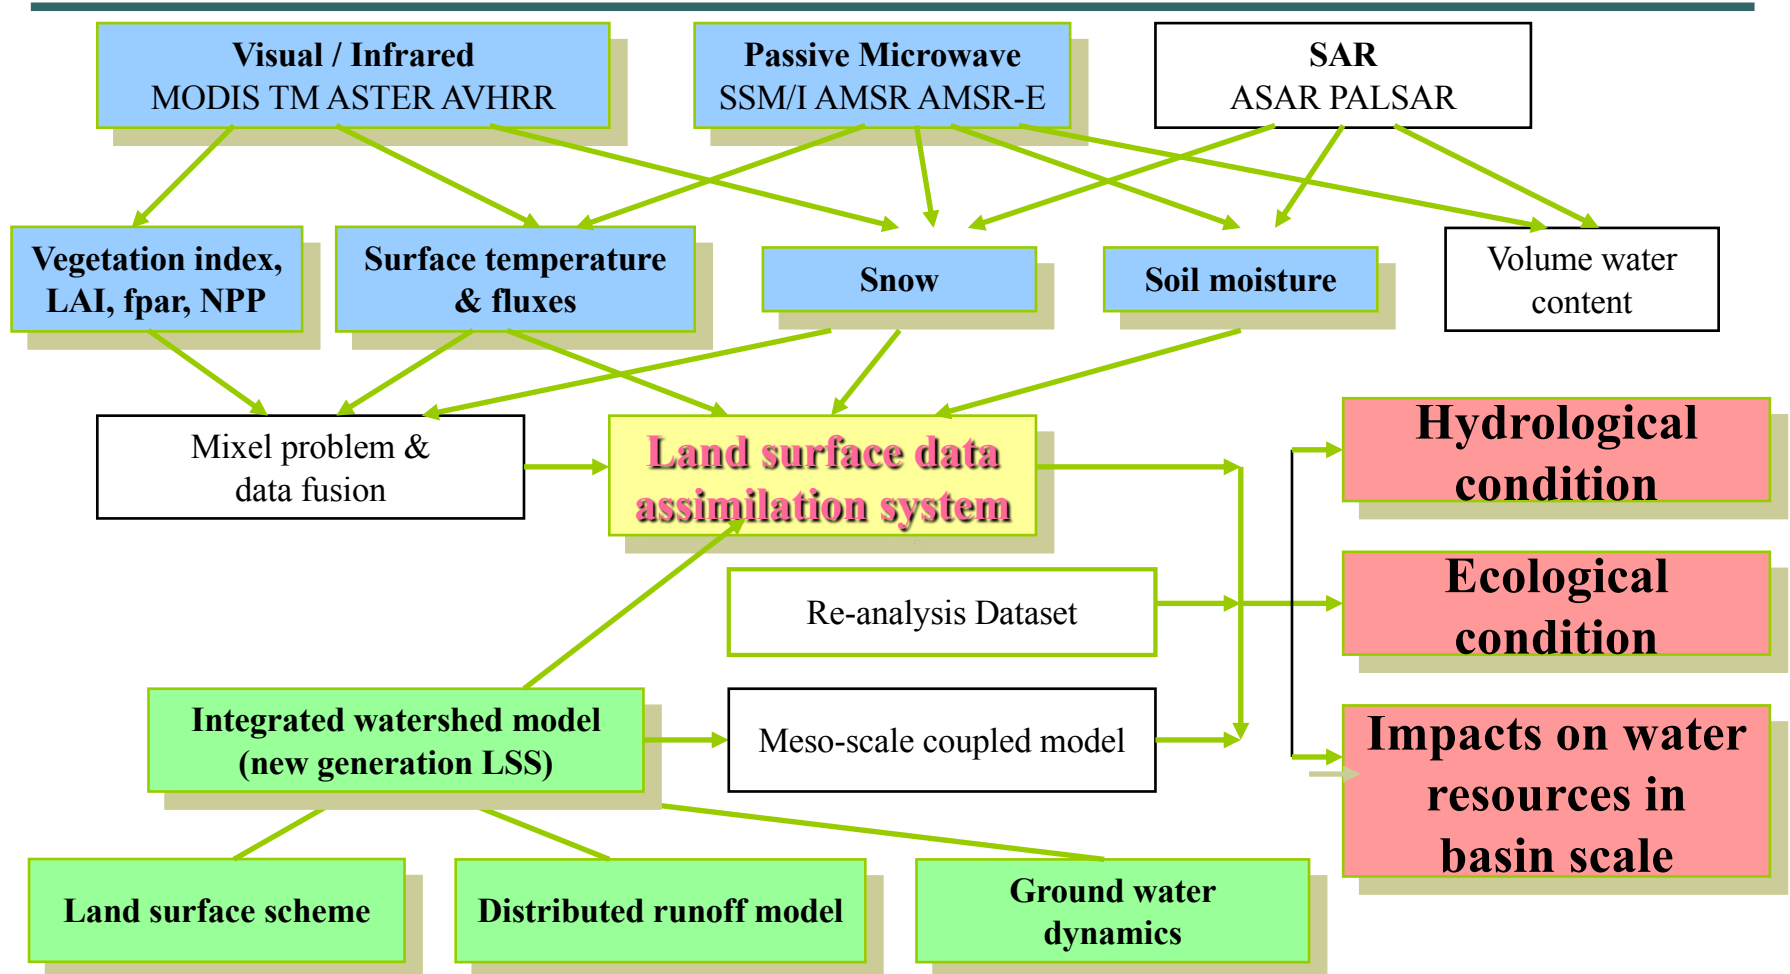 Visual / Infrared
MODIS TM ASTER AVHRR
Passive Microwave
SSM/I AMSR AMSR-E
SAR
ASAR PALSAR
Vegetation index,
LAI, fpar, NPP
Surface temperature
& fluxes
Snow
Soil moisture
Volume water
content
Mixel problem &
data fusion
Land surface data
assimilation system
Hydrological
condition
Re-analysis Dataset
Ecological
condition
Integrated watershed model
(new generation LSS)
Meso-scale coupled model
Impacts on water
resources in
basin scale
Land surface scheme
Distributed runoff model
Ground water
dynamics